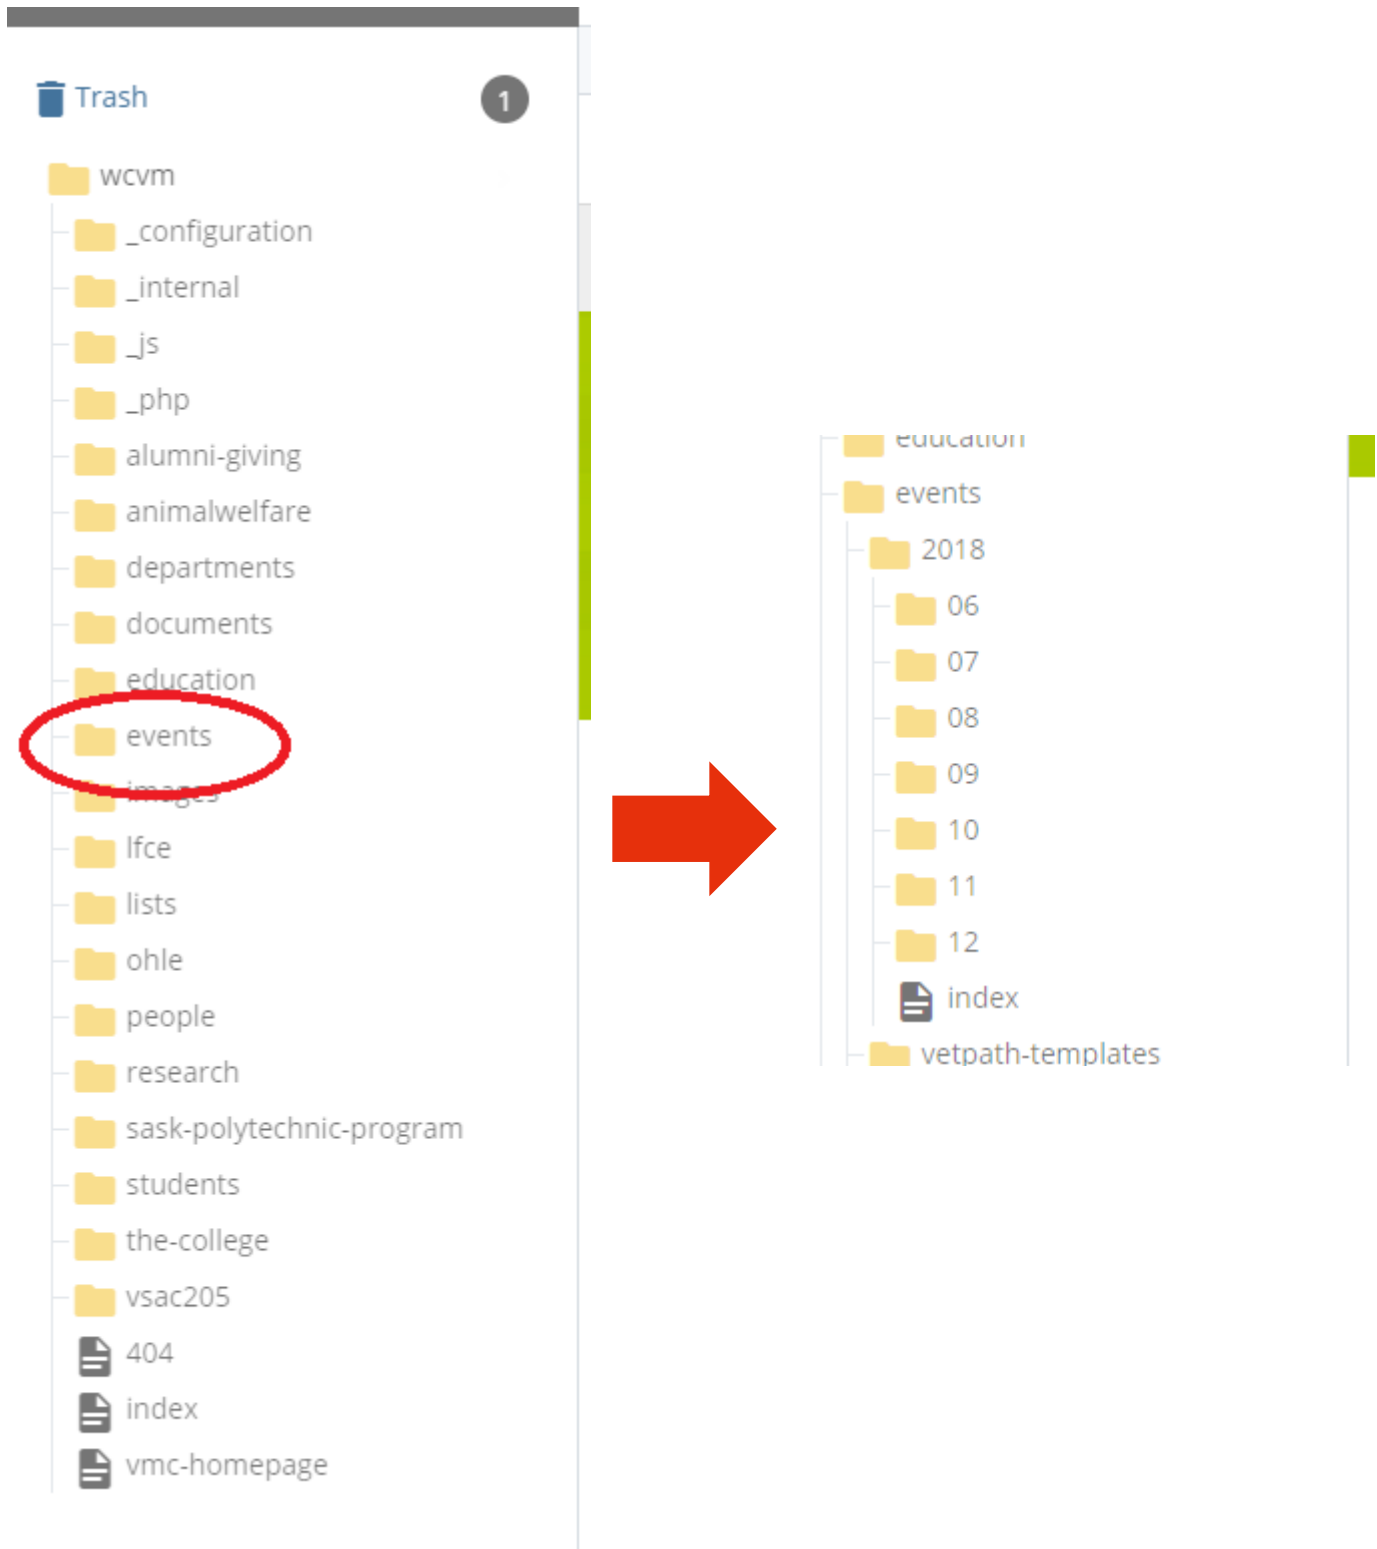 Trash 1
wcvm
_configuration
_internal
_js
_php
alumni-giving
animalwelfare
departments
documents
education
events
images
lfce
lists
ohle
people
research
sask-polytechnic-program
students
the-college
vsac205
404
index
vmc-homepage
education
events
2018
06
07
08
09
10
11
12
index
vetpath-templates